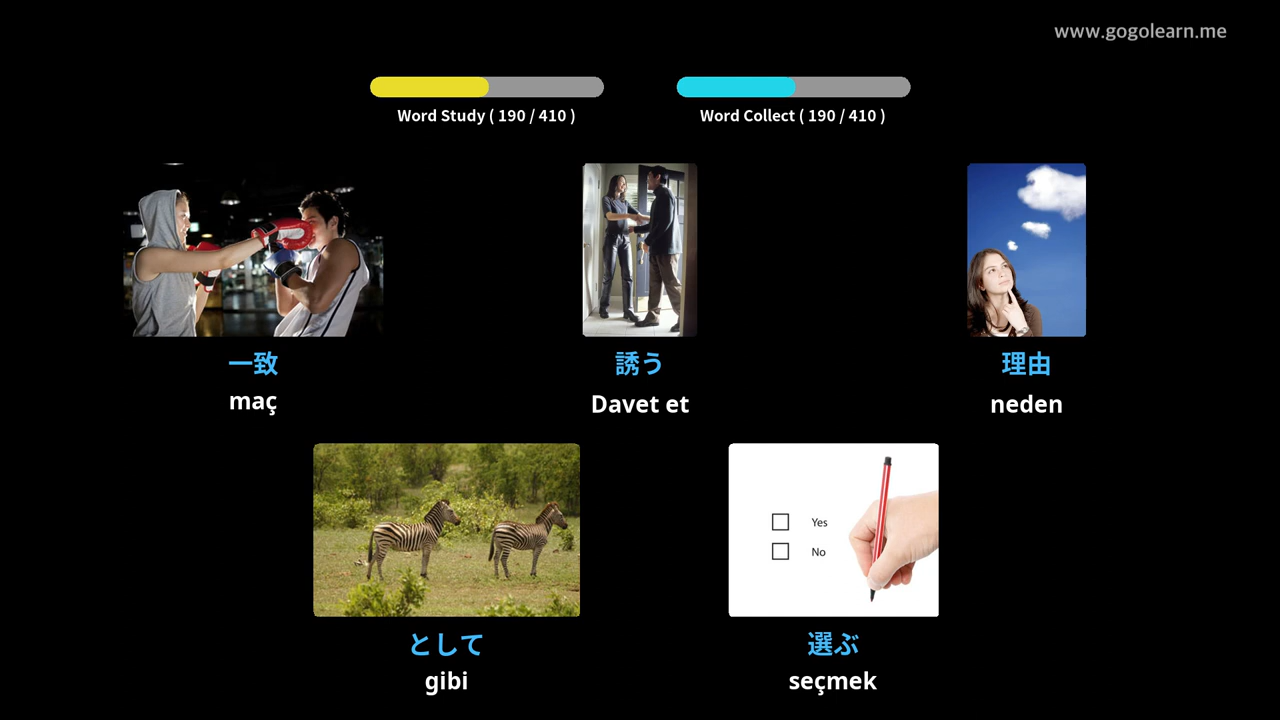 www.gogolearn.me
Word Study ( 190 / 410 )
Word Collect ( 190 / 410 )
一致
maç
誘う
Davet et
理由
neden
Yes
No
として
gibi
選ぶ
seçmek